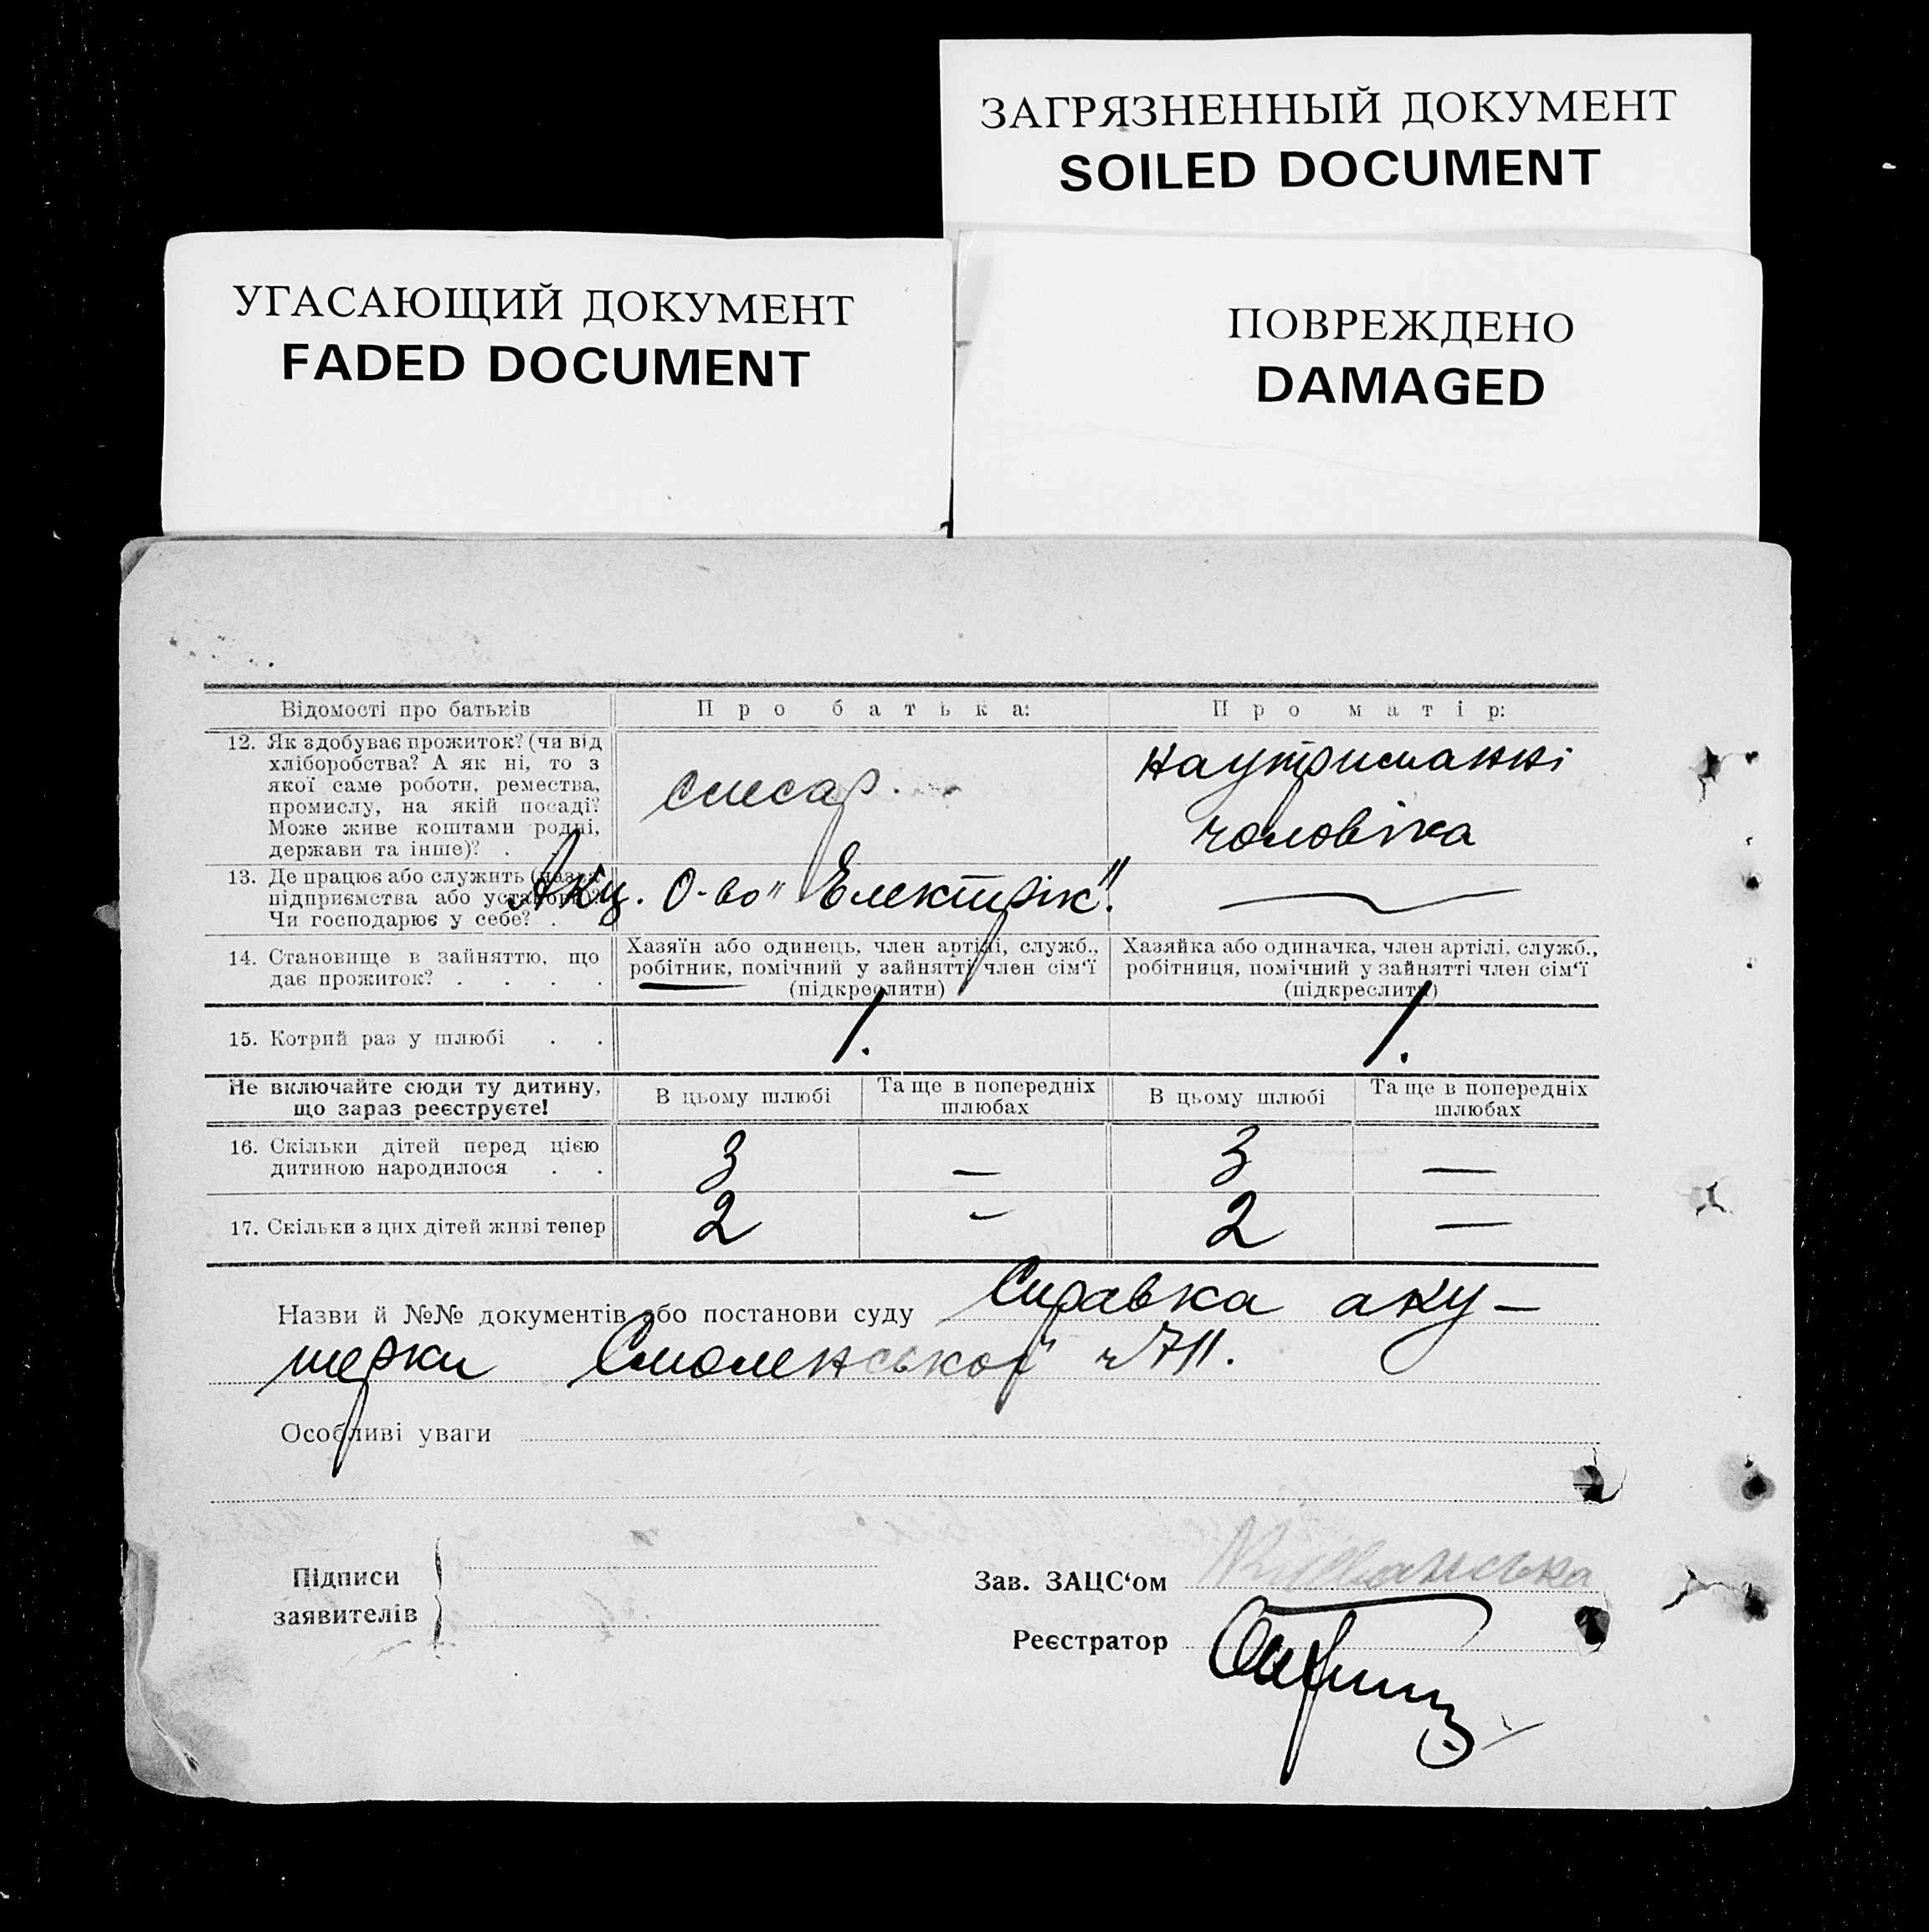 ЗАГРЯЗНЕННЫЙ ДОКУМЕНТ
SOILED DOCUMENT
УГАСАЮЩИЙ ДОКУМЕНТ
FADED DOCUMENT
ПОВРЕЖДЕНО
DAMAGED
Відомості про батьків
Про батька:
Про матір:
12. Як здобуває прожиток? (чи від
хліборобства? А як ні, то з
якої саме роботи, ремества,
промислу, на якій посаді?
Може живе коштами родні,
держави та інше)? .
слесар.
наутриманні
чоловіка
13. Де працює або служить (назва
підприємства або установи)?
Чи господарює у себе? .
Акц. О-во "Електрік".
14. Становище в зайняттю, що
дає прожиток? . . . .
Хазяїн або одинець, член артілі, служб.,
робітник, помічний у зайнятті член сім‘ї
(підкреслити)
Хазяйка або одиначка, член артілі, служб.,
робітниця, помічний у зайнятті член сім‘ї
(підкреслити)
15. Котрий раз у шлюбі . .
1.
1.
Не включайте сюди ту дитину,
що зараз реєструєте!
В цьому шлюбі
Та ще в попередніх
шлюбах
В цьому шлюбі
Та ще в попередніх
шлюбах
16. Скільки дітей перед цією
дитиною народилося . .
3
—
3
—
17. Скільки з цих дітей живі тепер
2
—
2
—
Назви й №№ документів або постанови суду Справка аку-
шерки Смоленської 711.
Особливі уваги
Підписи
заявителів
Зав. ЗАЦС‘ом
Реєстратор